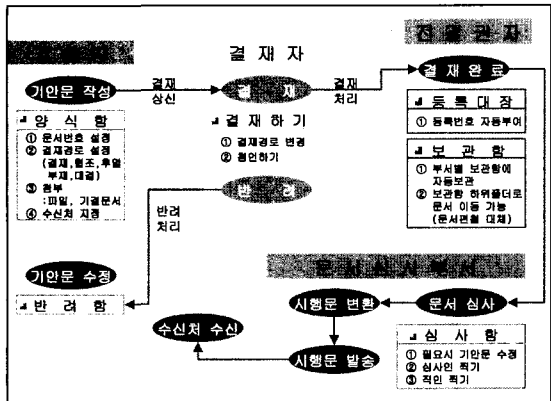 결 재 자
전 결 권 자
기안문 작성
결재
상신
결 재
결재
처리
결 재 완 료
양 식 함
① 문서번호 설정
② 결재경로 설정
(결재,협조,후열
부재,대결)
③ 첨부
:파일, 기결문서
④ 수신처 지정
결 재 하 기
① 결재경로 변경
② 협인하기
등 록 대 장
① 등록번호 자동부여
보 관 함
① 부서별 보관함에
자동보관
② 보관함 하위폴더로
문서 이동 가능
(문서편철 대체)
반 려
반려
처리
기안문 수정
반 려 함
문 서 심 사 부 서
시행문 변환
문서 심사
수신처 수신
시행문 발송
심 사 함
① 필요시 기안문 수정
② 심사인 찍기
③ 직인 찍기